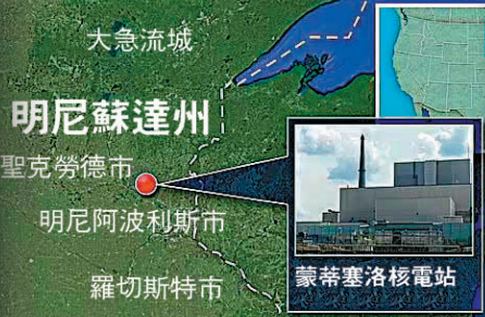 大急流城
明尼蘇達州
聖克勞德市
明尼阿波利斯市
羅切斯特市
蒙蒂塞洛核電站